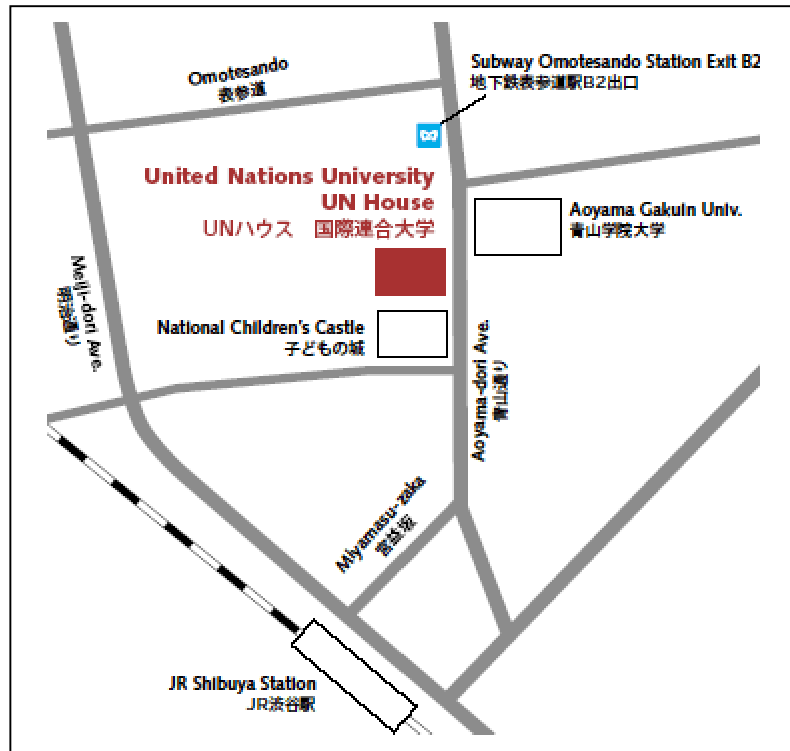 Omotesando
表参道
Subway Omotesando Station Exit B2
地下鉄表参道駅B2出口
United Nations University
UN House
UNハウス 国際連合大学
Aoyama Gakuin Univ.
青山学院大学
Meiji-dori Ave.
明治通り
National Children's Castle
子どもの城
Aoyama-dori Ave.
青山通り
Miyamasu-zaka
宮益坂
JR Shibuya Station
JR渋谷駅